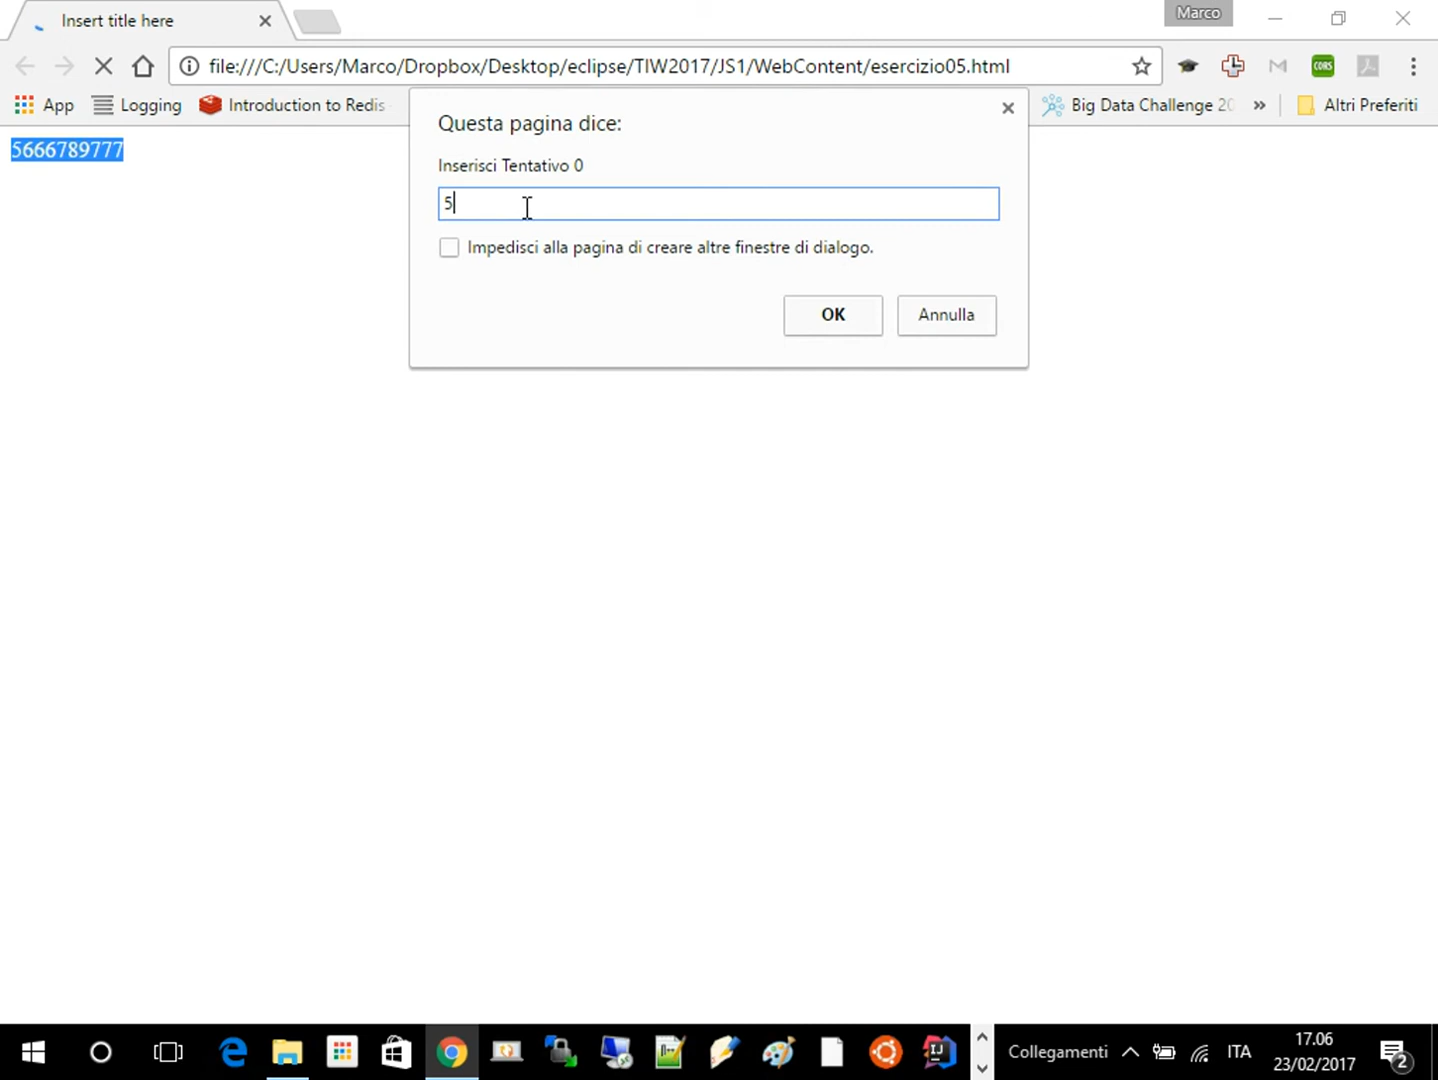 Insert title here
Marco
file:///C:/Users/Marco/Dropbox/Desktop/eclipse/TIW2017/JS1/WebContent/esercizio05.html
CORS
App
Logging
Introduction to Redis
Big Data Challenge 20
»
Altri Preferiti
5666789777
Questa pagina dice:
Inserisci Tentativo 0
5
Impedisci alla pagina di creare altre finestre di dialogo.
OK
Annulla
Collegamenti
ITA
17.06
23/02/2017
2